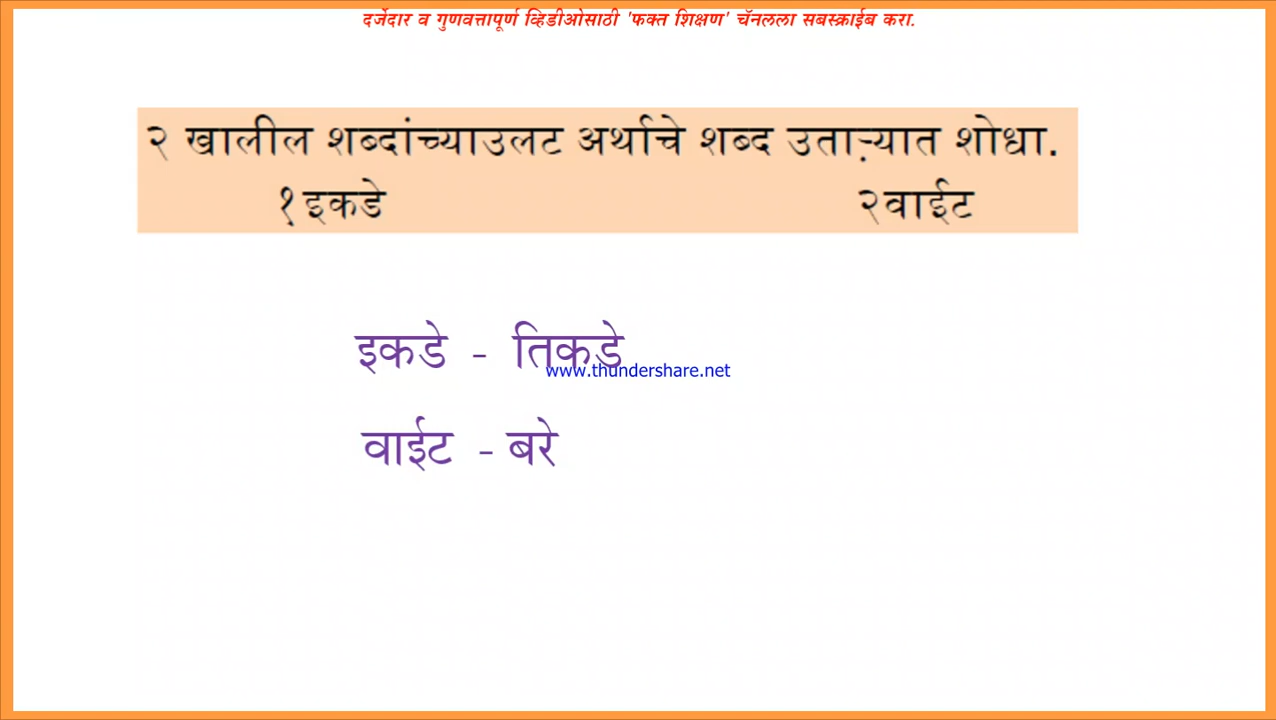 दर्जेदार व गुणवत्तापूर्ण व्हिडीओसाठी 'फक्त शिक्षण' चॅनलला सबस्क्राईब करा.
२ खालील शब्दांच्याउलट अर्थाचे शब्द उताऱ्यात शोधा.
१इकडे २वाईट
इकडे - तिकडे
www.thundershare.net
वाईट - बरे